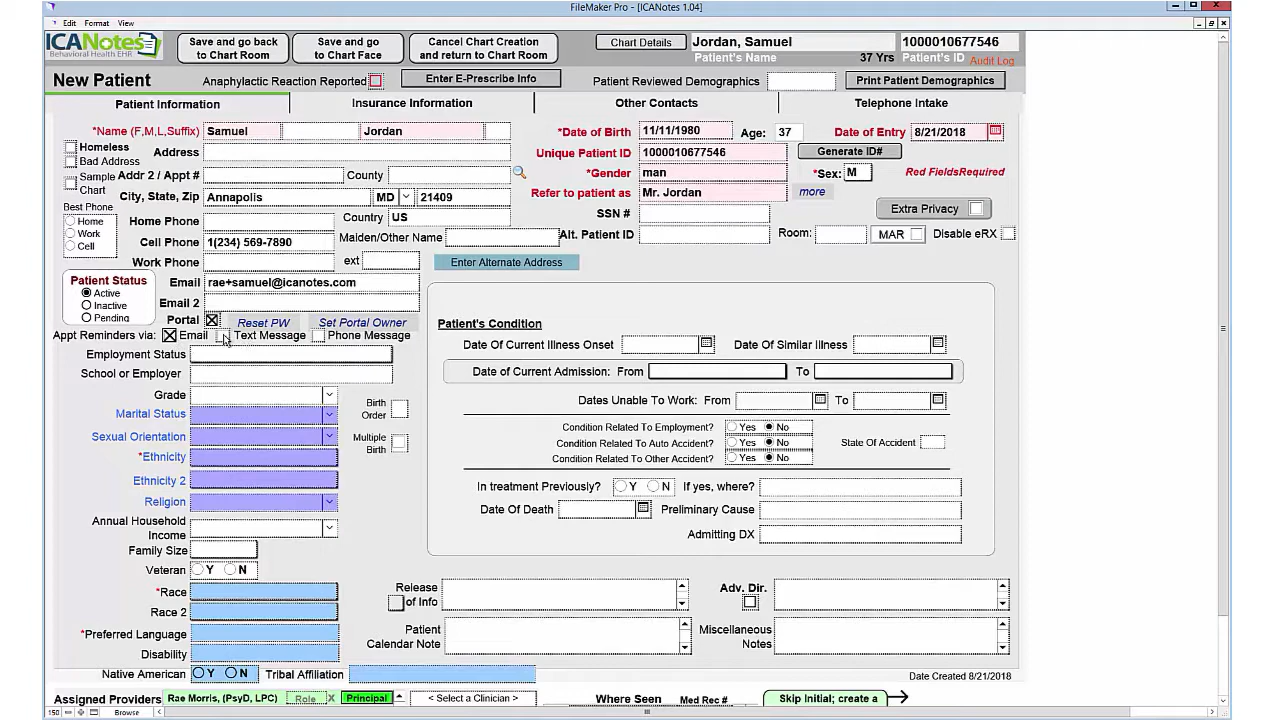 FileMaker Pro - [ICANotes 1.04]
Edit Format View
ICANotes
Behavioral Health EHR
Save and go back
to Chart Room
Save and go
to Chart Face
Cancel Chart Creation
and return to Chart Room
Chart Details
Jordan, Samuel
1000010677546
Patient's Name
37 Yrs
Patient's ID
Audit Log
New Patient
Anaphylactic Reaction Reported
Enter E-Prescribe Info
Patient Reviewed Demographics
Print Patient Demographics
Patient Information
Insurance Information
Other Contacts
Telephone Intake
*Name (F,M,L,Suffix) Samuel Jordan
*Date of Birth 11/11/1980 Age: 37 Date of Entry 8/21/2018
Homeless
Bad Address
Address
Unique Patient ID 1000010677546 Generate ID#
Sample
Chart
Addr 2 / Appt # County
*Gender man *Sex: M Red FieldsRequired
City, State, Zip Annapolis MD 21409
Refer to patient as Mr. Jordan more
Best Phone
Home
Work
Cell
Home Phone
Country US
SSN #
Extra Privacy
Cell Phone 1(234) 569-7890 Maiden/Other Name
Alt. Patient ID Room: MAR Disable eRX
Work Phone ext Enter Alternate Address
Patient Status
Active
Inactive
Pending
Email rae+samuel@icanotes.com
Email 2
Portal Reset PW Set Portal Owner
Appt Reminders via: Email Text Message Phone Message
Employment Status
School or Employer
Grade
Marital Status
Sexual Orientation
*Ethnicity
Ethnicity 2
Religion
Annual Household
Income
Family Size
Veteran Y N
*Race
Race 2
*Preferred Language
Disability
Native American Y N Tribal Affiliation
Birth
Order
Multiple
Birth
Patient's Condition
Date Of Current Illness Onset Date Of Similar Illness
Date of Current Admission: From To
Dates Unable To Work: From To
Condition Related To Employment? Yes No
Condition Related To Auto Accident? Yes No State Of Accident
Condition Related To Other Accident? Yes No
In treatment Previously? Y N If yes, where?
Date Of Death Preliminary Cause
Admitting DX
Release
of Info
Adv. Dir.
Patient
Calendar Note
Miscellaneous
Notes
Date Created 8/21/2018
Assigned Providers Rae Morris, (PsyD, LPC) Role X Principal < Select a Clinician > Where Seen Med Rec # Skip Initial; create a
150 Browse